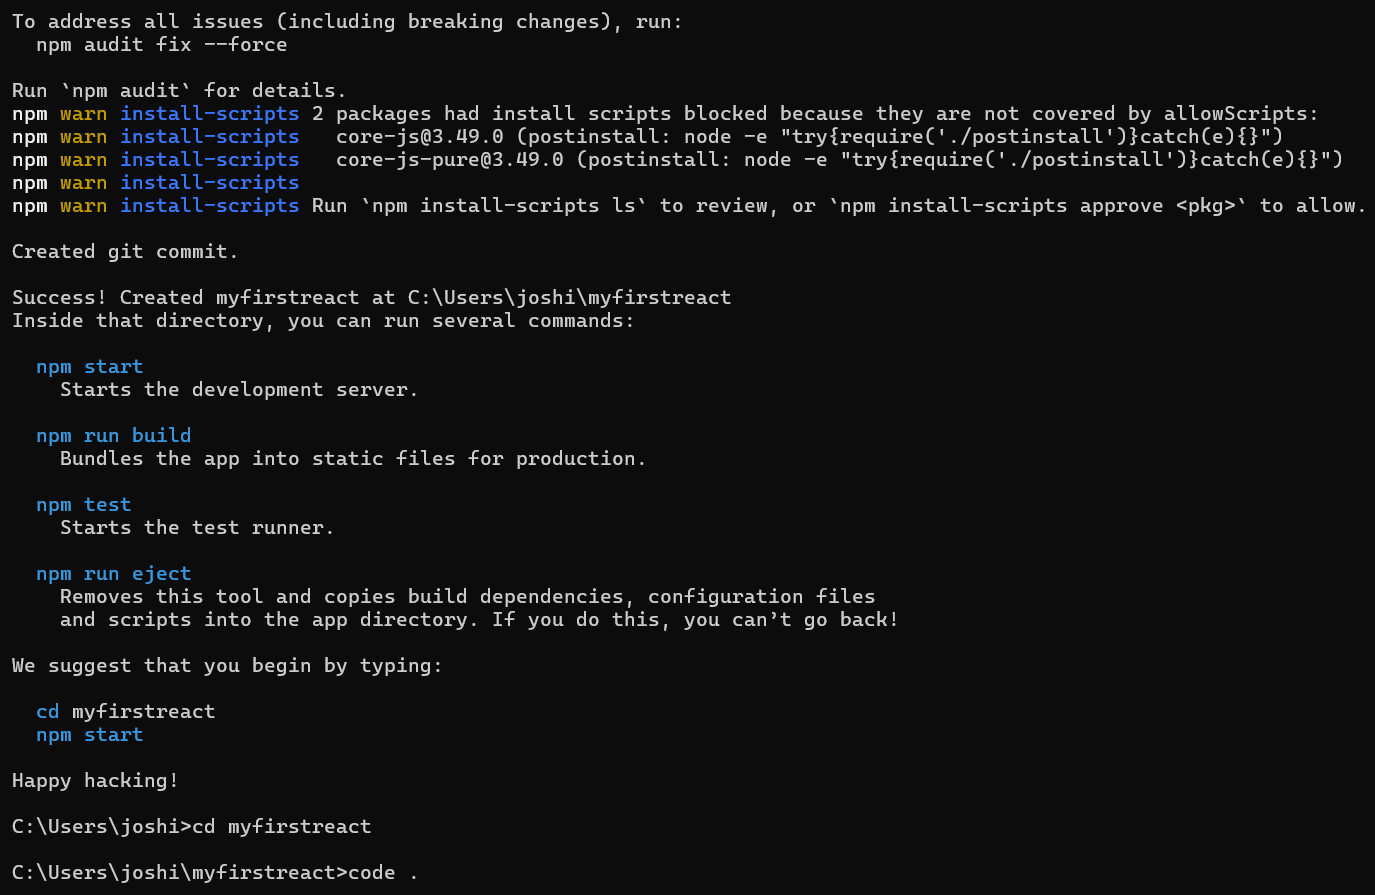 To address all issues (including breaking changes), run:
  npm audit fix --force

Run `npm audit` for details.
npm warn install-scripts 2 packages had install scripts blocked because they are not covered by allowScripts:
npm warn install-scripts   core-js@3.49.0 (postinstall: node -e "try{require('./postinstall')}catch(e){}")
npm warn install-scripts   core-js-pure@3.49.0 (postinstall: node -e "try{require('./postinstall')}catch(e){}")
npm warn install-scripts
npm warn install-scripts Run `npm install-scripts ls` to review, or `npm install-scripts approve <pkg>` to allow.

Created git commit.

Success! Created myfirstreact at C:\Users\joshi\myfirstreact
Inside that directory, you can run several commands:

  npm start
    Starts the development server.

  npm run build
    Bundles the app into static files for production.

  npm test
    Starts the test runner.

  npm run eject
    Removes this tool and copies build dependencies, configuration files
    and scripts into the app directory. If you do this, you can’t go back!

We suggest that you begin by typing:

  cd myfirstreact
  npm start

Happy hacking!

C:\Users\joshi>cd myfirstreact

C:\Users\joshi\myfirstreact>code .